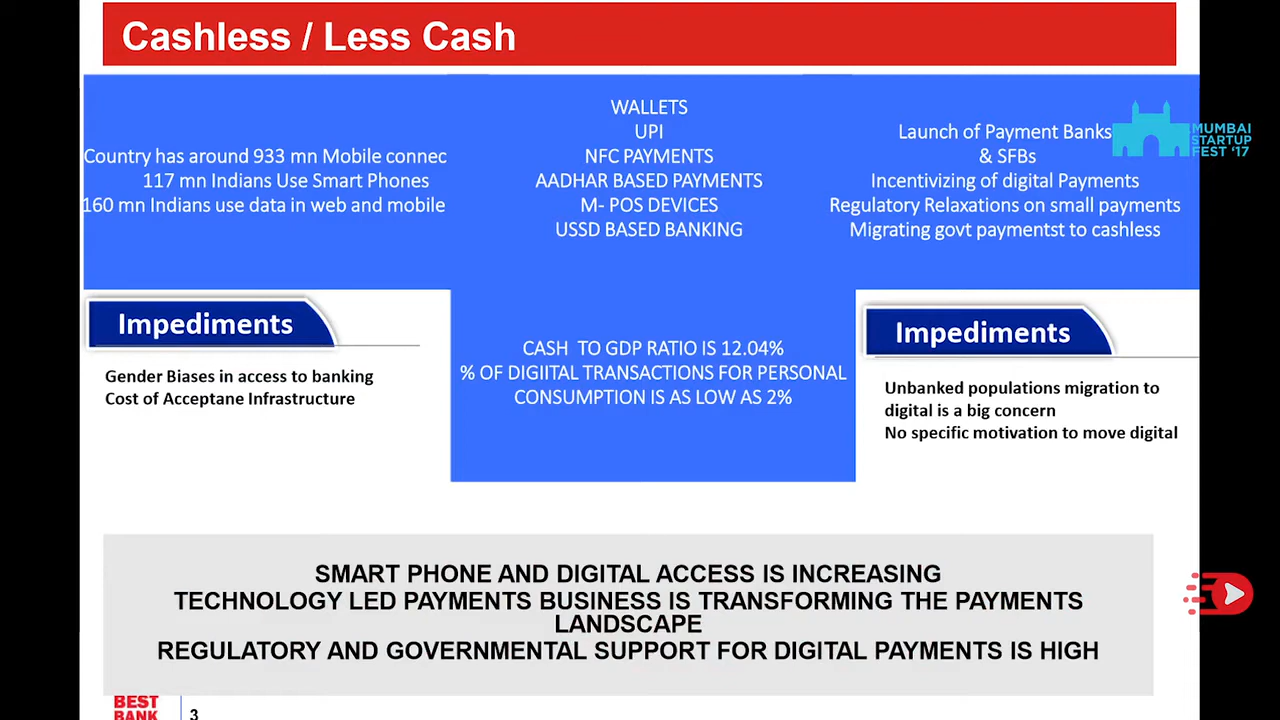 Cashless / Less Cash
Country has around 933 mn Mobile connec
117 mn Indians Use Smart Phones
160 mn Indians use data in web and mobile
WALLETS
UPI
NFC PAYMENTS
AADHAR BASED PAYMENTS
M- POS DEVICES
USSD BASED BANKING
Launch of Payment Banks
& SFBs
Incentivizing of digital Payments
Regulatory Relaxations on small payments
Migrating govt paymentst to cashless
MUMBAI
STARTUP
FEST '17
Impediments
Gender Biases in access to banking
Cost of Acceptane Infrastructure
CASH TO GDP RATIO IS 12.04%
% OF DIGIITAL TRANSACTIONS FOR PERSONAL
CONSUMPTION IS AS LOW AS 2%
Impediments
Unbanked populations migration to
digital is a big concern
No specific motivation to move digital
SMART PHONE AND DIGITAL ACCESS IS INCREASING
TECHNOLOGY LED PAYMENTS BUSINESS IS TRANSFORMING THE PAYMENTS
LANDSCAPE
REGULATORY AND GOVERNMENTAL SUPPORT FOR DIGITAL PAYMENTS IS HIGH
BEST
BANK
3